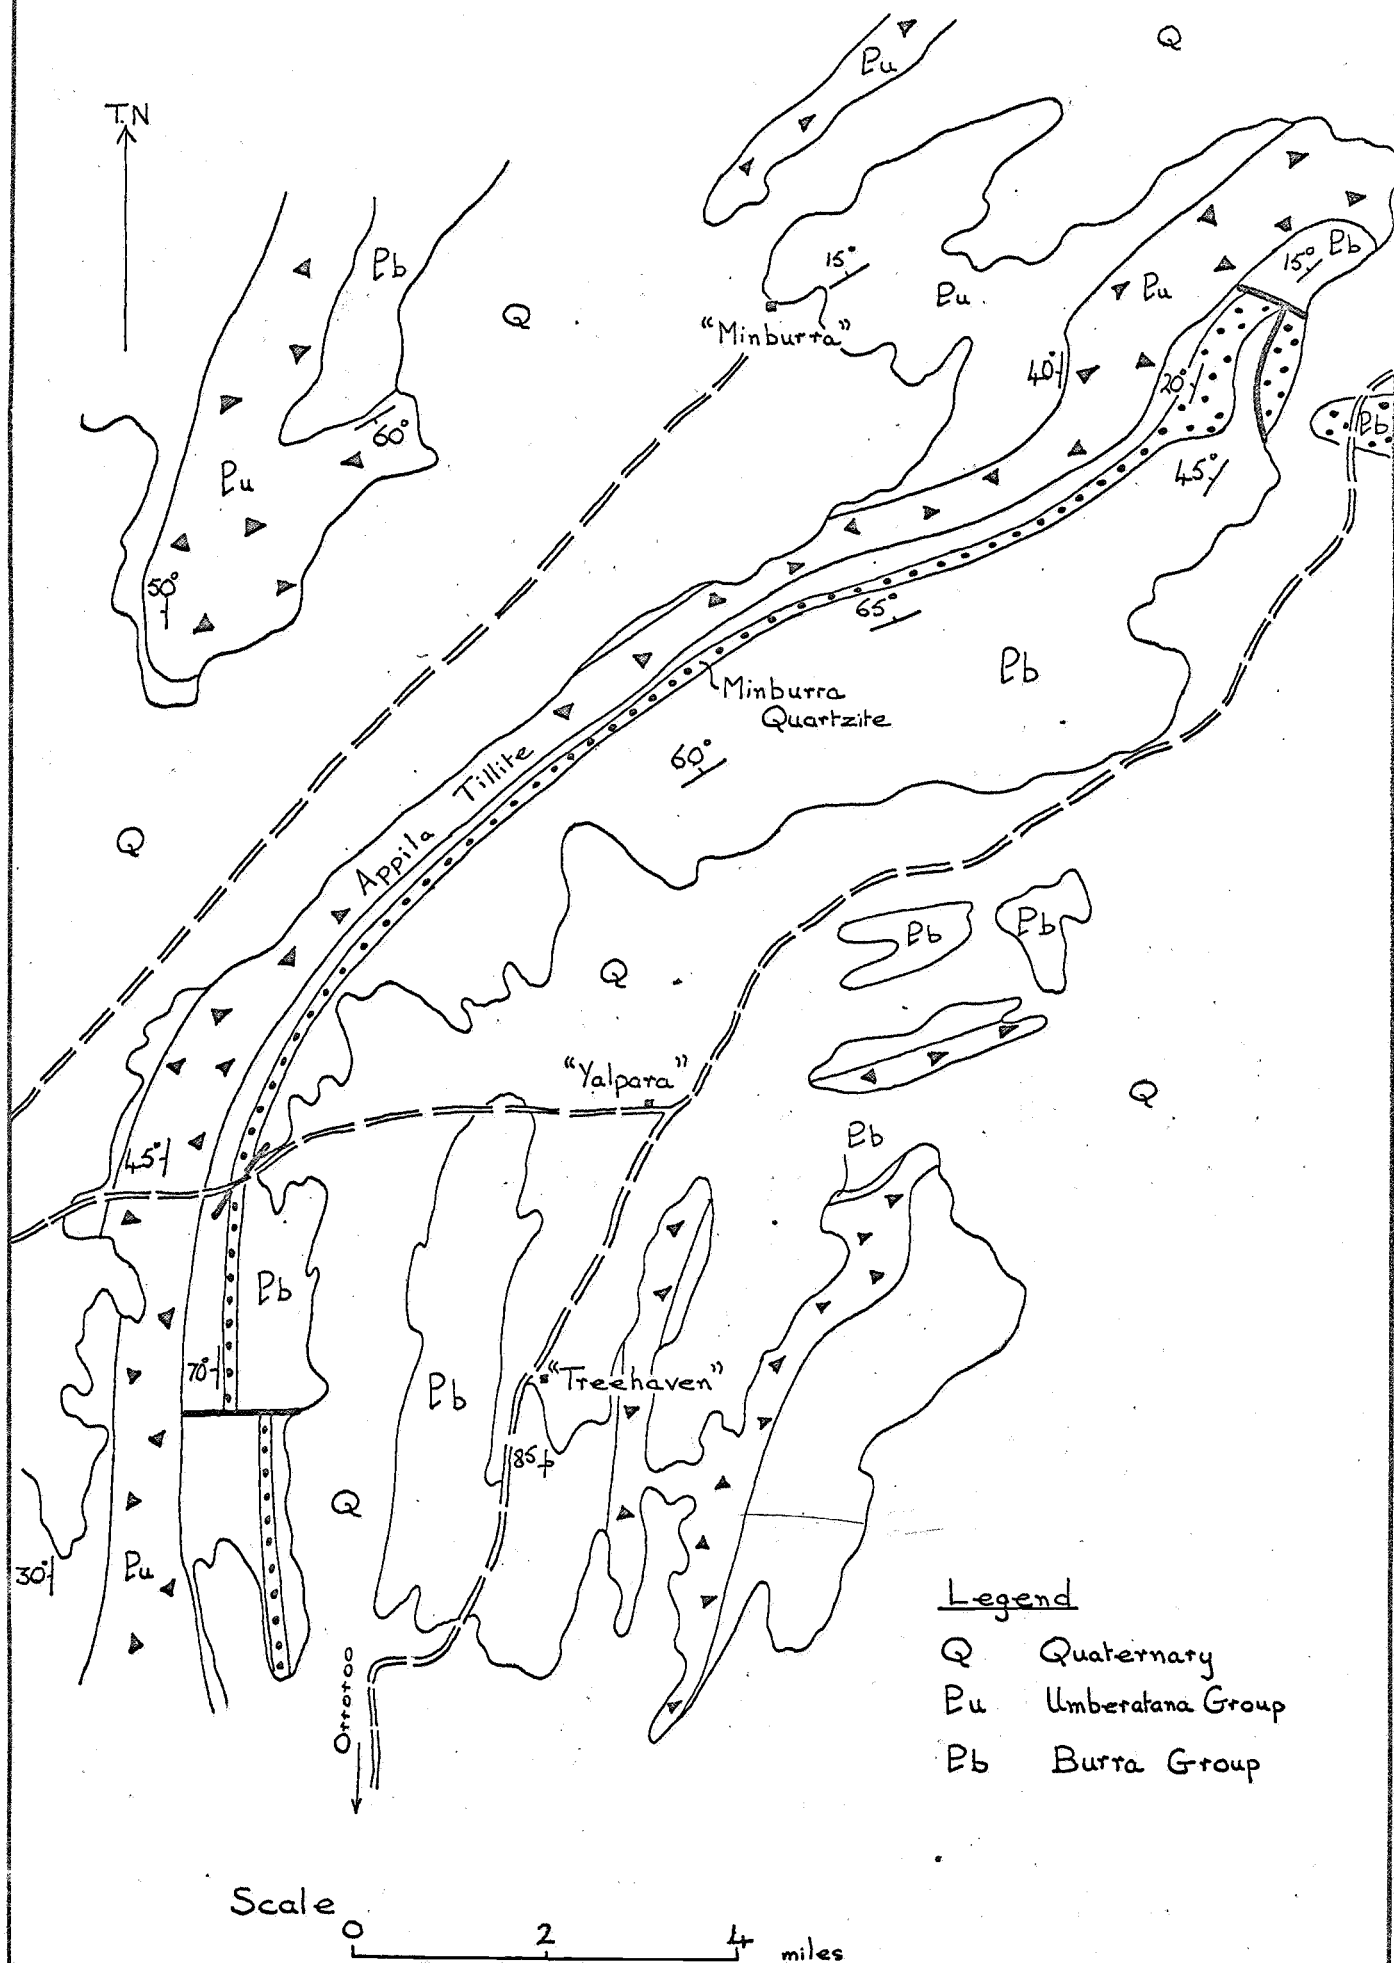 Pu
Q
T.N
Pb
15°
Pb
15°
Pu
Pu
Q
"Minburra"
40°
20°
Pb
60°
45°
Pu
50°
65°
Pb
Minburra
Quartzite
60°
Appila Tillite
Q
Pb
Pb
Q
"Yalpara"
Q
Pb
45°
Pb
70°
"Treehaven"
Pb
85
Q
30°
Pu
Legend
Q Quaternary
Pu Umberatana Group
Pb Burra Group
Orroroo
Scale
0 2 4 miles